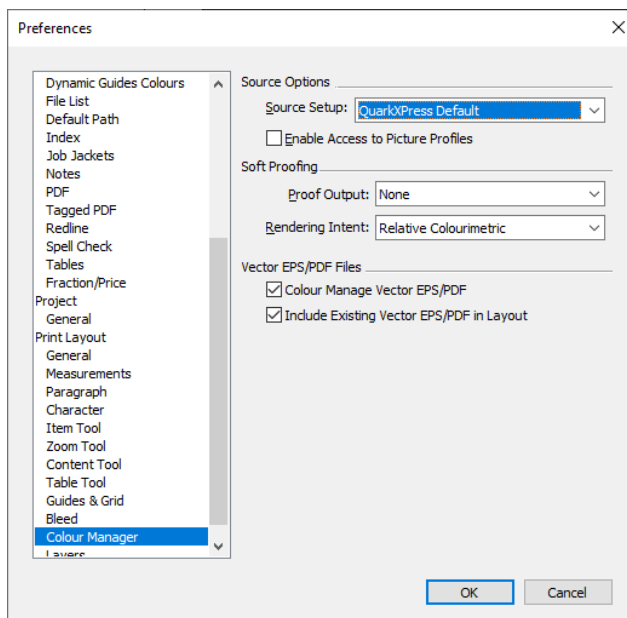 Preferences
Dynamic Guides Colours
File List
Default Path
Index
Job Jackets
Notes
PDF
Tagged PDF
Redline
Spell Check
Tables
Fraction/Price
Project
General
Print Layout
General
Measurements
Paragraph
Character
Item Tool
Zoom Tool
Content Tool
Table Tool
Guides & Grid
Bleed
Colour Manager
Layers
Source Options
Source Setup: QuarkXPress Default
Enable Access to Picture Profiles
Soft Proofing
Proof Output: None
Rendering Intent: Relative Colourimetric
Vector EPS/PDF Files
Colour Manage Vector EPS/PDF
Include Existing Vector EPS/PDF in Layout
OK Cancel